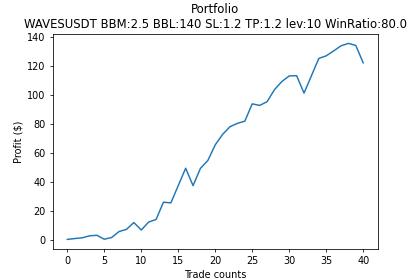 Portfolio
WAVESUSDT BBM:2.5 BBL:140 SL:1.2 TP:1.2 lev:10 WinRatio:80.0
140
120
100
80
60
40
20
0
Profit ($)
0 5 10 15 20 25 30 35 40
Trade counts